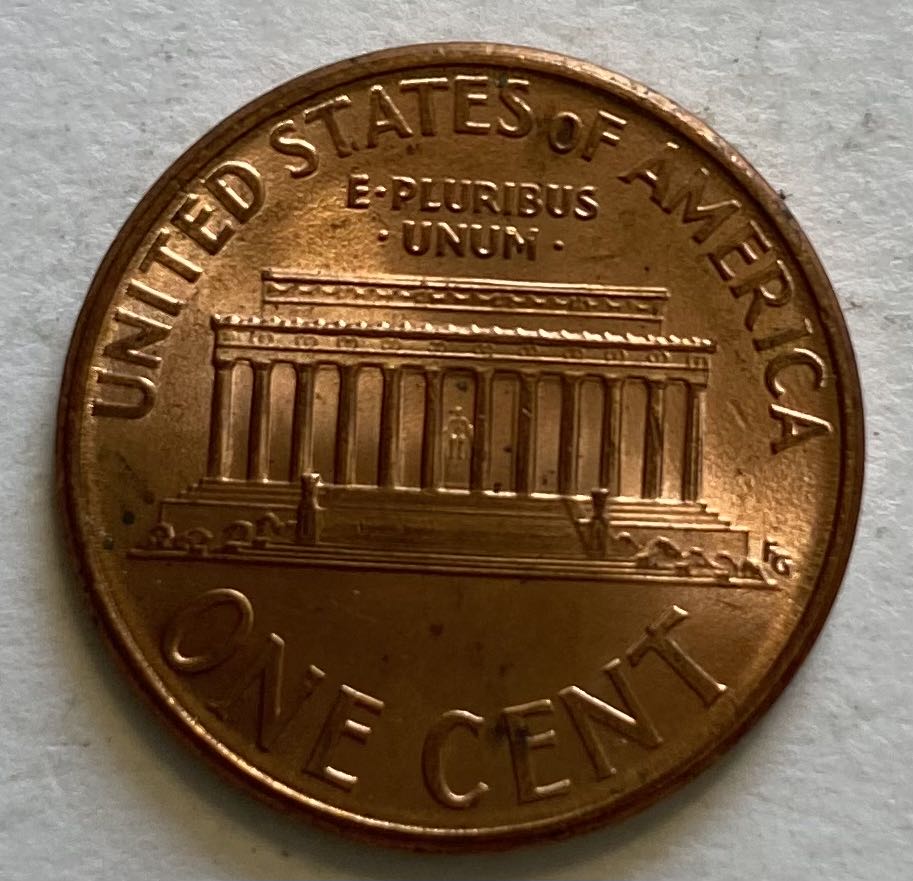 UNITED STATES OF AMERICA
E·PLURIBUS
·UNUM·
FG
ONE CENT